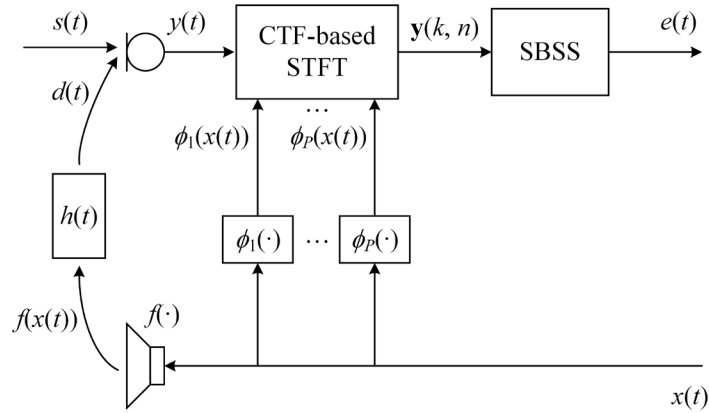 s(t)
y(t)
CTF-based
STFT
y(k, n)
SBSS
e(t)
d(t)
...
ϕ1(x(t))
ϕP(x(t))
h(t)
ϕ1(·)
...
ϕP(·)
f(x(t))
f(·)
x(t)